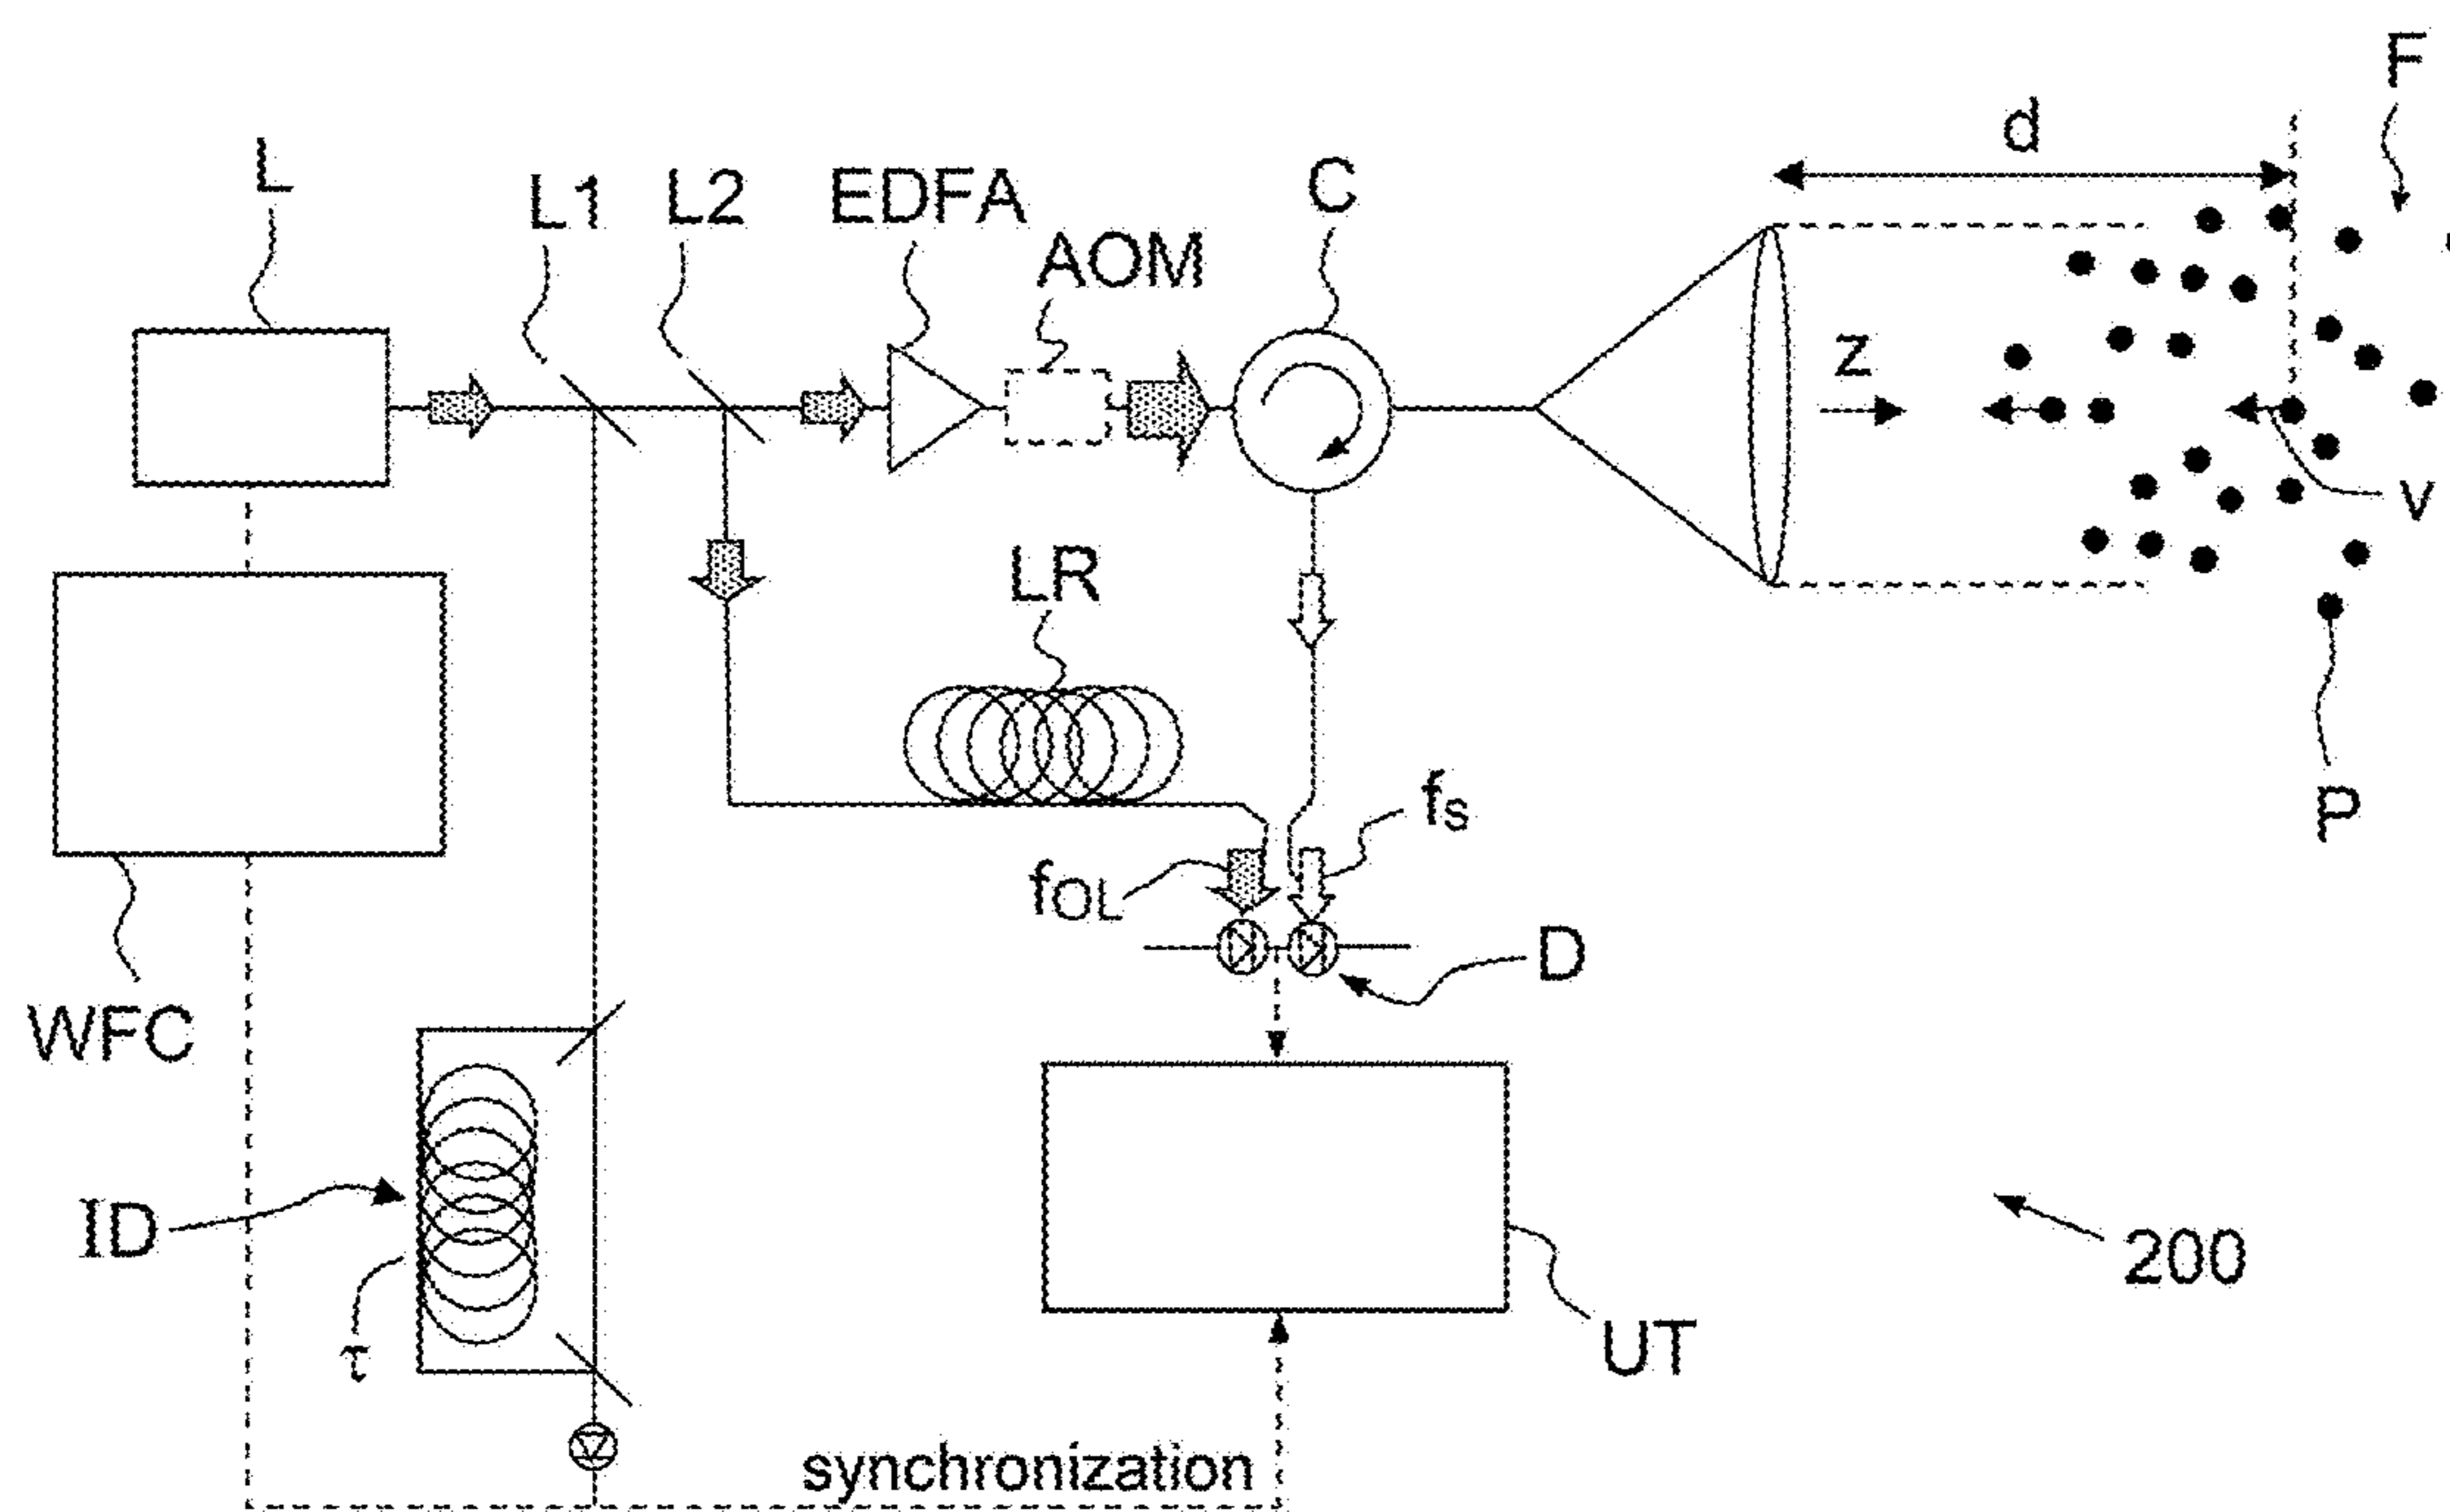 F
d
L
L1
L2
EDFA
C
AOM
Z
v
LR
fS
P
fOL
D
WFC
ID
200
τ
UT
synchronization